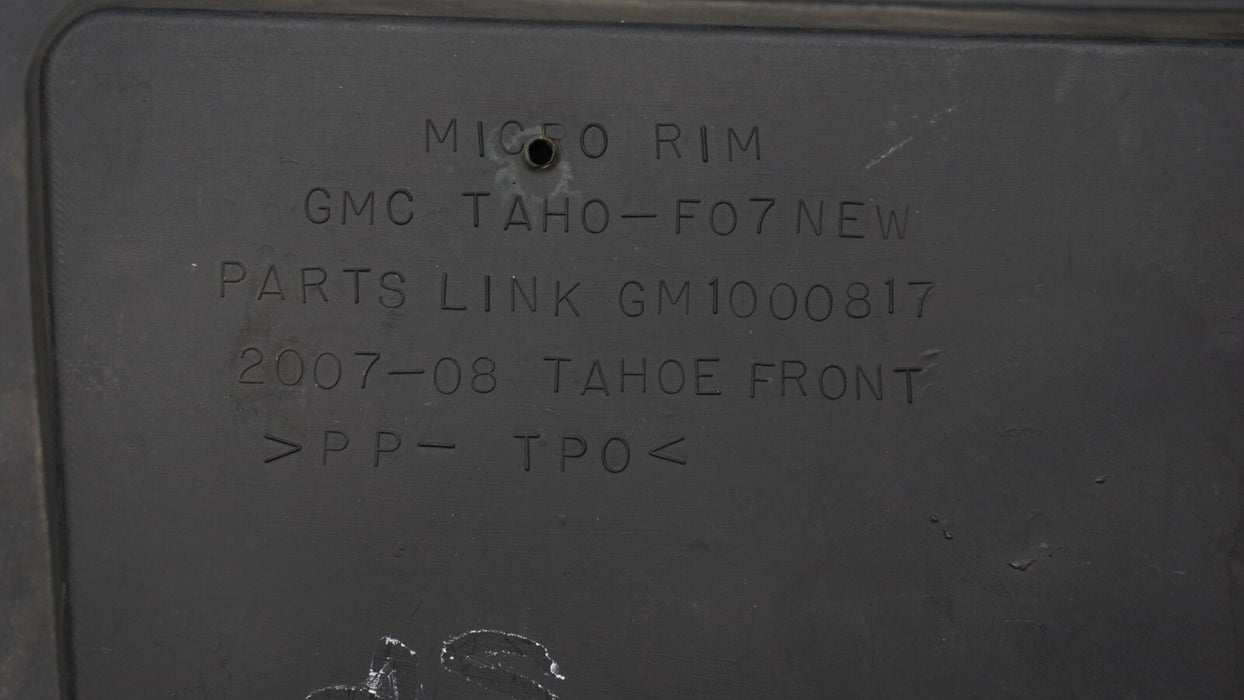 MICRO RIM
GMC TAHO-F07NEW
PARTS LINK GM1000817
2007-08 TAHOE FRONT
>PP- TPO<